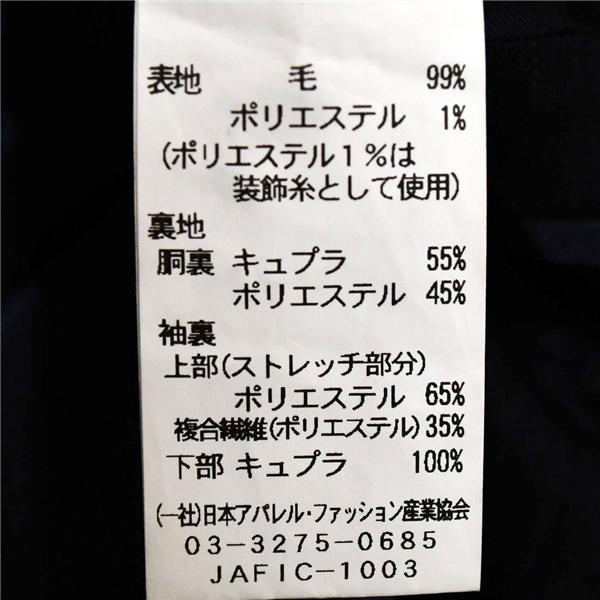 表地 毛 99%
ポリエステル 1%
(ポリエステル1%は
装飾糸として使用)
裏地
胴裏 キュプラ 55%
ポリエステル 45%
袖裏
上部(ストレッチ部分)
ポリエステル 65%
複合繊維(ポリエステル)35%
下部 キュプラ 100%
(一社)日本アパレル・ファッション産業協会
03-3275-0685
JAFIC-1003